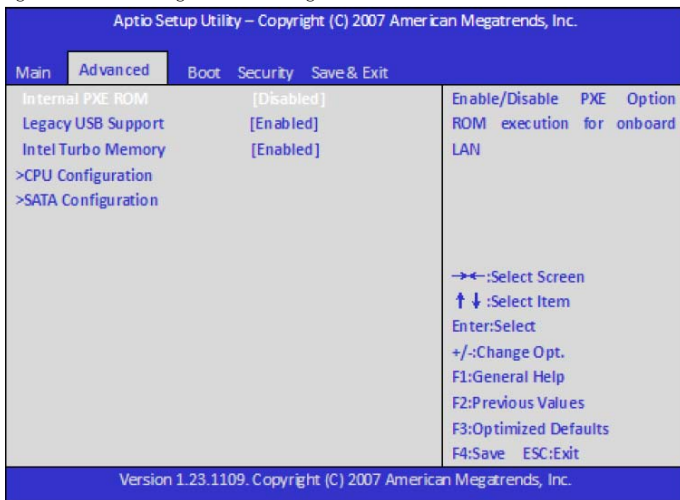 Aptio Setup Utility – Copyright (C) 2007 American Megatrends, Inc.
Main Advanced Boot Security Save & Exit
Internal PXE ROM [Disabled]
Legacy USB Support [Enabled]
Intel Turbo Memory [Enabled]
>CPU Configuration
>SATA Configuration
Enable/Disable PXE Option
ROM execution for onboard
LAN
→←:Select Screen
↑↓:Select Item
Enter:Select
+/-:Change Opt.
F1:General Help
F2:Previous Values
F3:Optimized Defaults
F4:Save ESC:Exit
Version 1.23.1109. Copyright (C) 2007 American Megatrends, Inc.